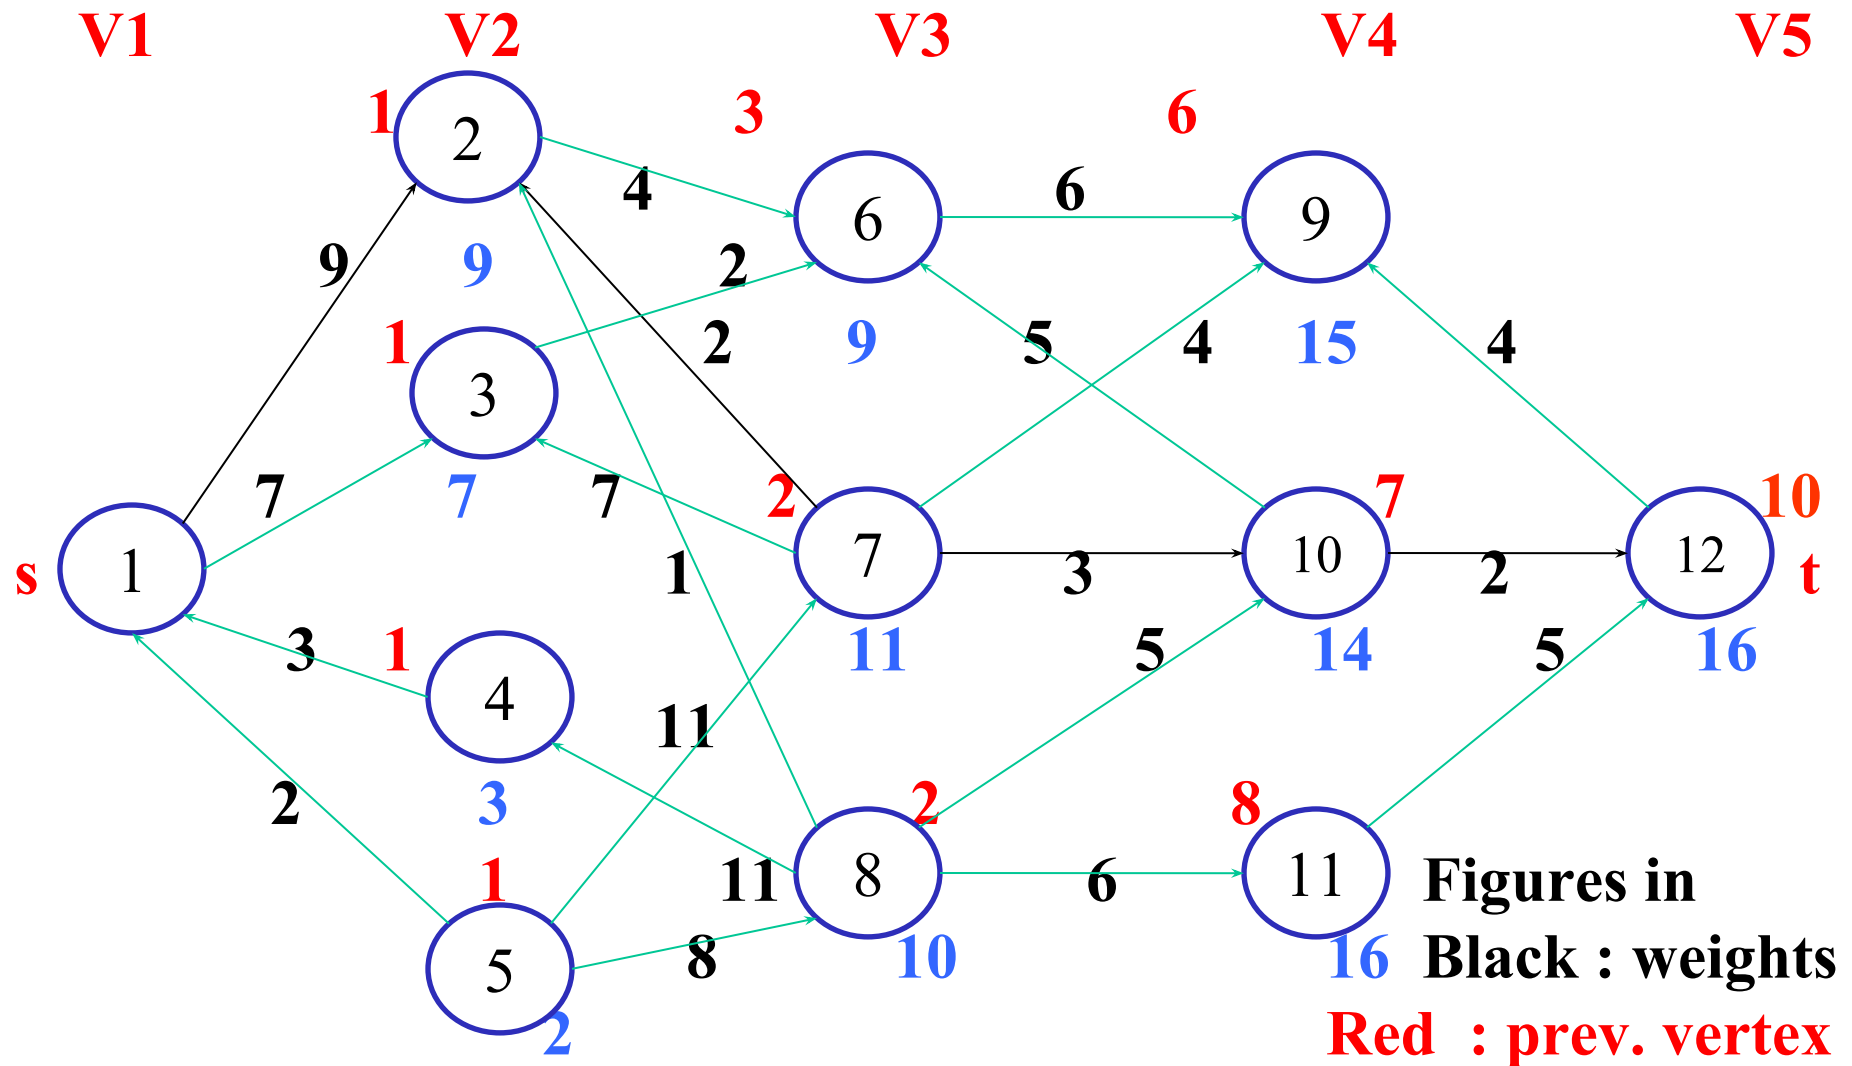 V1 V2 V3 V4 V5
1 2 3 6
4 6 6 9
9 9 2
1 2 9 5 4 15 4
3
7 7 7 2 7 10
1 7 10 12
s 1 3 2 t
3 1 11 5 14 5 16
4
11
2 3 2 8
1 11 8 6 11 Figures in
5 8 10 16 Black : weights
2 Red : prev. vertex